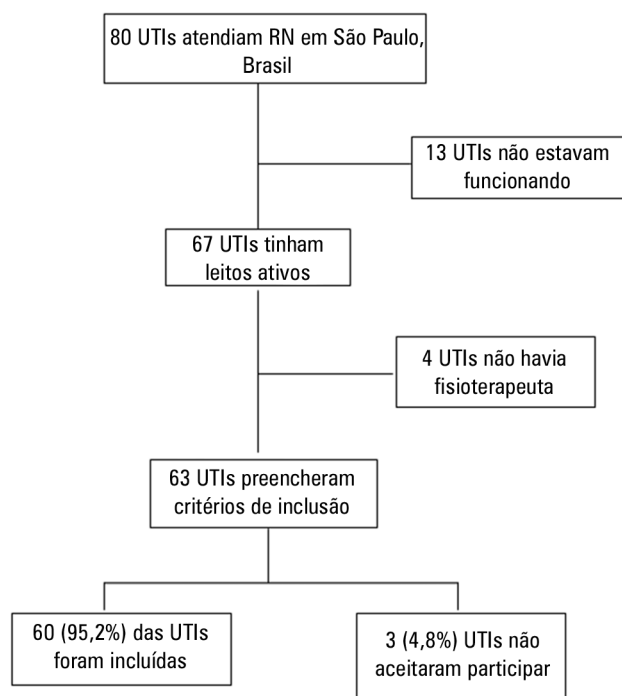 80 UTIs atendiam RN em São Paulo,
Brasil
13 UTIs não estavam
funcionando
67 UTIs tinham
leitos ativos
4 UTIs não havia
fisioterapeuta
63 UTIs preencheram
critérios de inclusão
60 (95,2%) das UTIs
foram incluídas
3 (4,8%) UTIs não
aceitaram participar